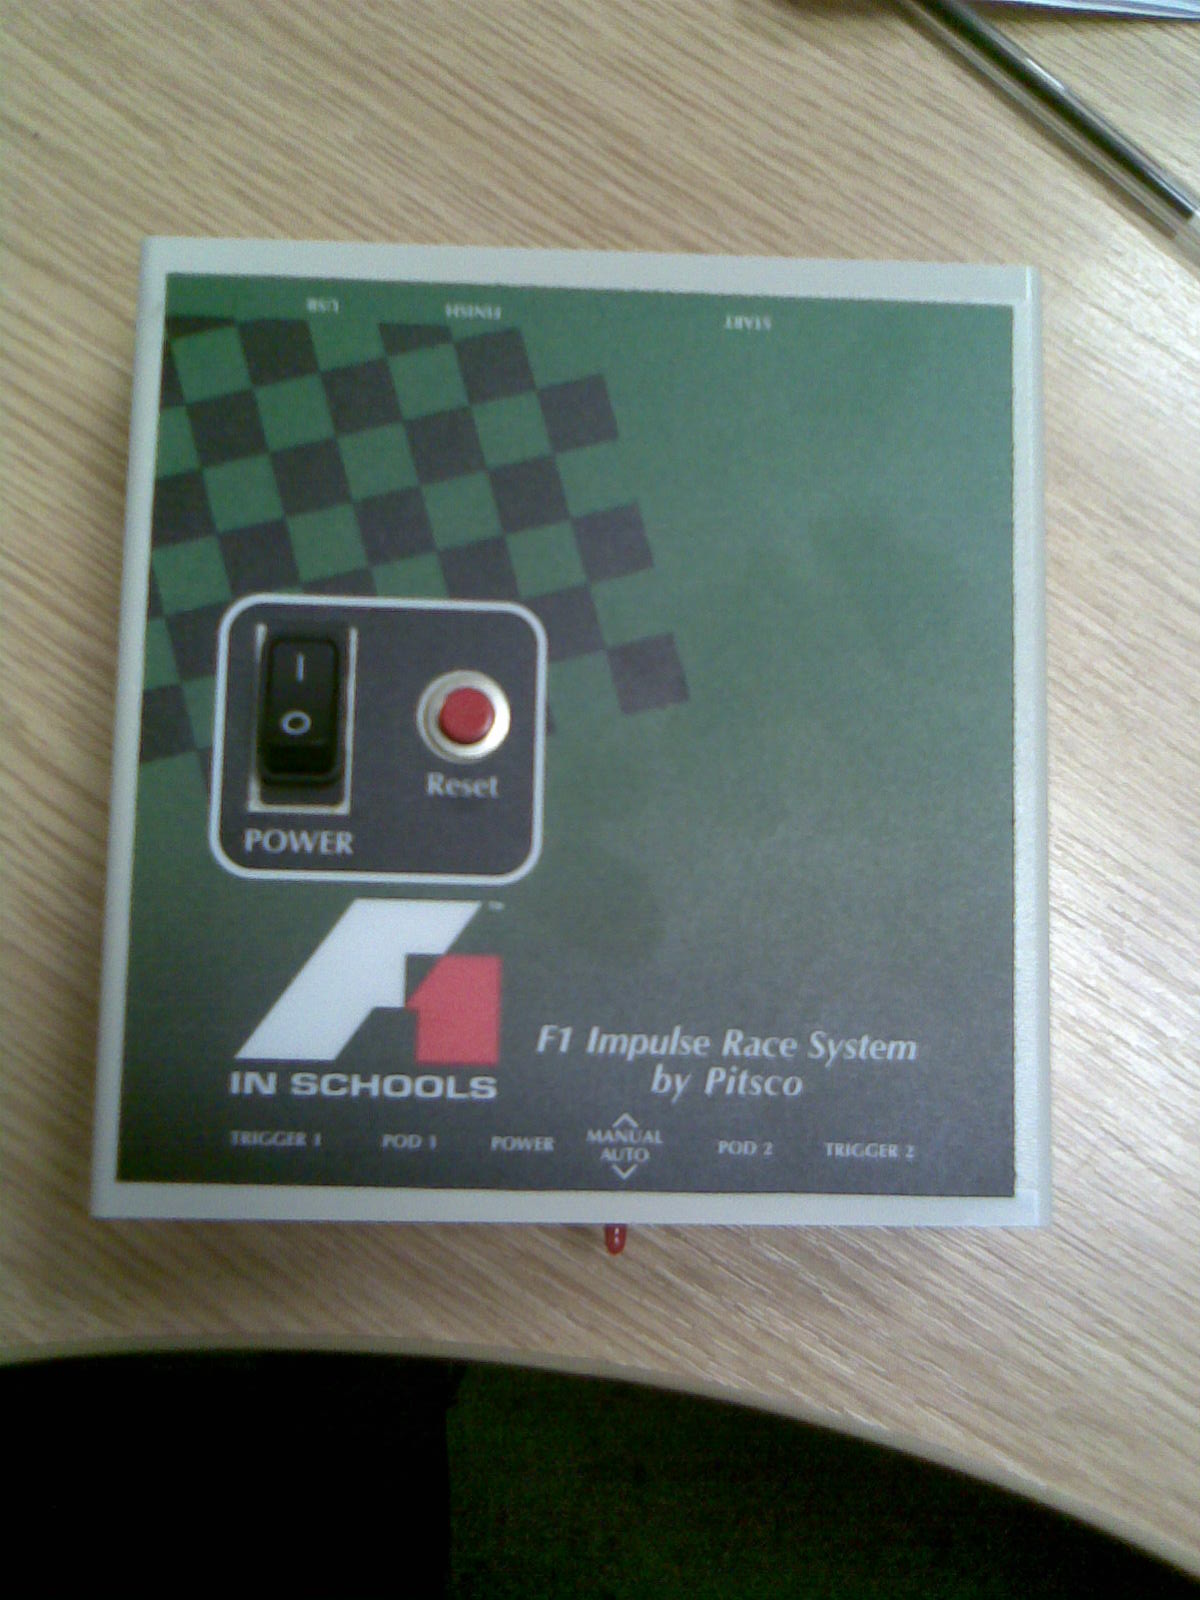 USB FINISH START
I
O
Reset
POWER
F1 ™
IN SCHOOLS
F1 Impulse Race System
by Pitsco
TRIGGER 1 POD 1 POWER MANUAL POD 2 TRIGGER 2
AUTO